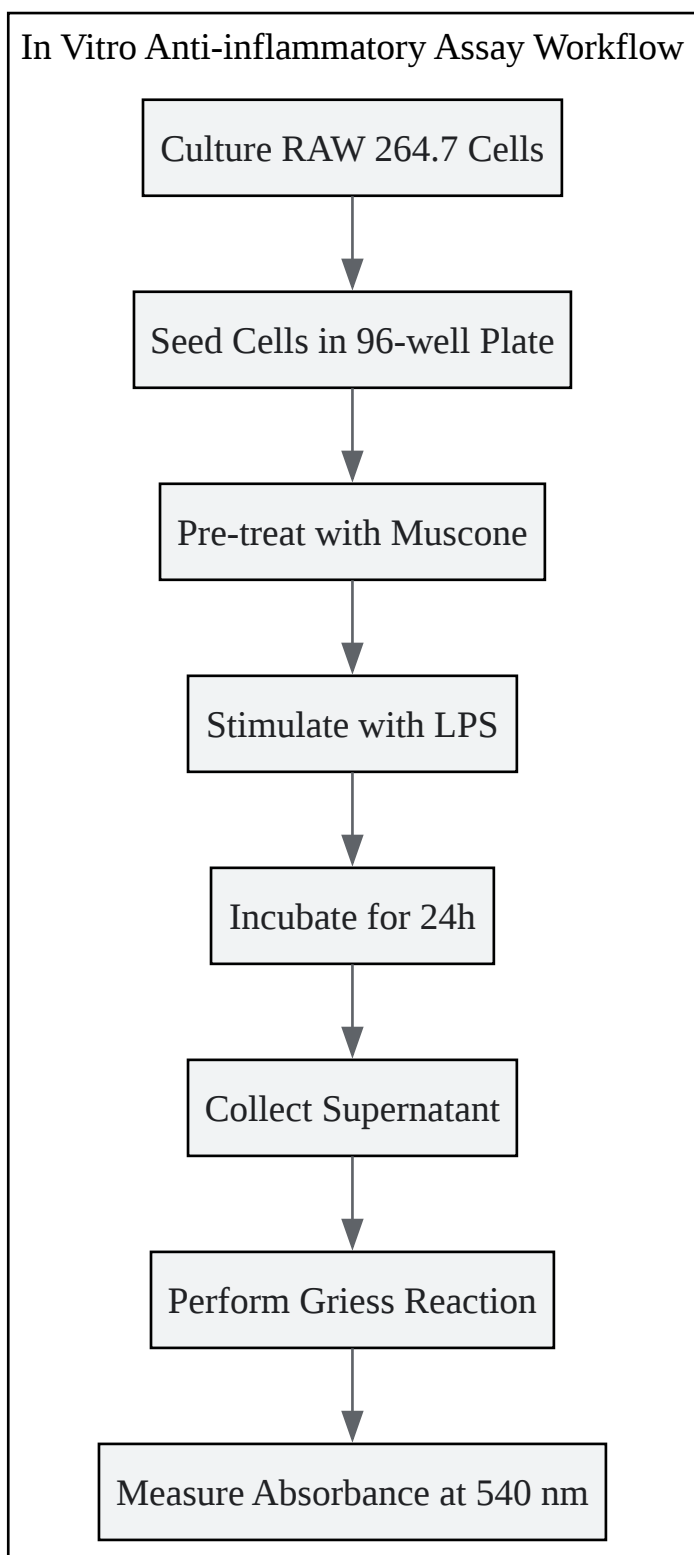 In Vitro Anti-inflammatory Assay Workflow
Culture RAW 264.7 Cells
Seed Cells in 96-well Plate
Pre-treat with Muscone
Stimulate with LPS
Incubate for 24h
Collect Supernatant
Perform Griess Reaction
Measure Absorbance at 540 nm